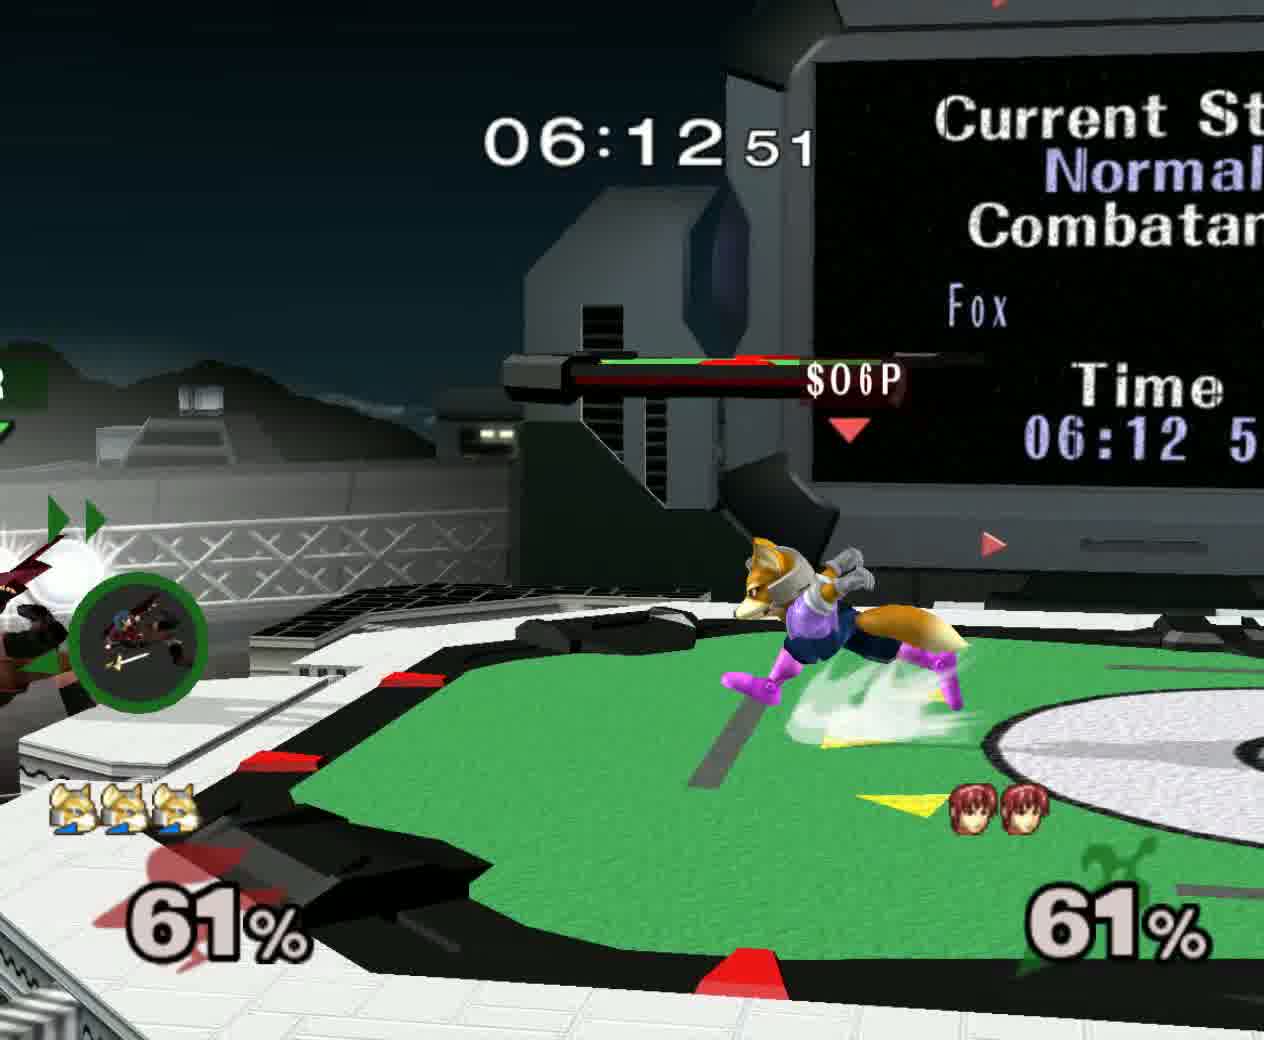 Current St
06:12 51
Normal
Combatan
Fox
$06P
Time
06:12 5
61%
61%